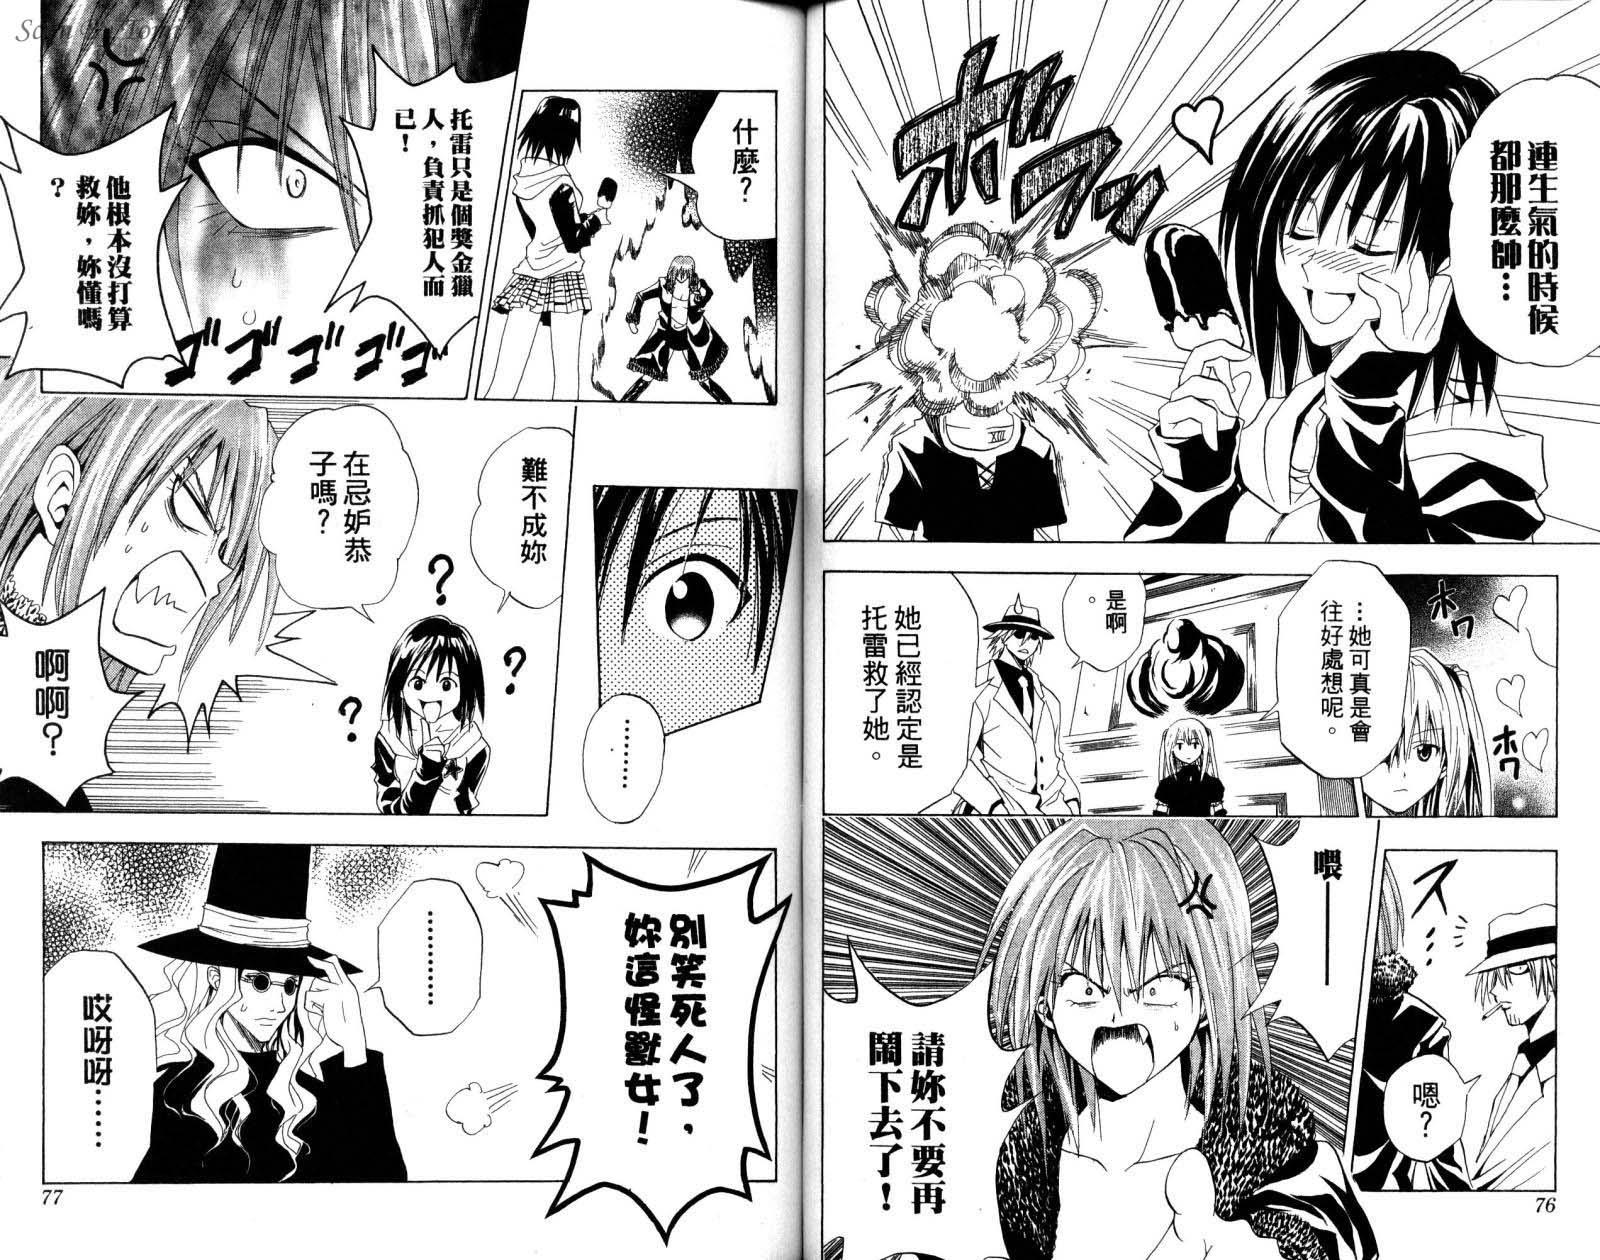 連生氣的時候
都那麼帥…
ボボッ
XIII
ホワ
ホワ
…她可真是會
往好處想呢。
是啊
。
她已經認定是
托雷救了她。
ス…
嗯？
喂——
請妳不要再
鬧下去了！
76
什麼？
托雷只是個獎金獵
人，負責抓犯人而
已！
他根本沒打算
救妳，妳懂嗎
？
ゴゴゴゴゴ
………
難不成妳
在忌妒恭
子嗎？
？
？
？
啊啊？
別笑死人了，
妳這怪獸女！
…………
哎呀呀……
77